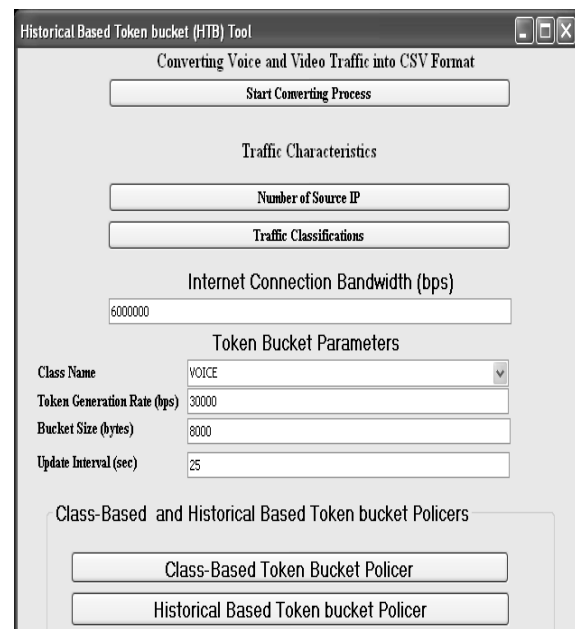 Historical Based Token bucket (HTB) Tool
Converting Voice and Video Traffic into CSV Format
Start Converting Process
Traffic Characteristics
Number of Source IP
Traffic Classifications
Internet Connection Bandwidth (bps)
6000000
Token Bucket Parameters
Class Name VOICE
Token Generation Rate (bps) 30000
Bucket Size (bytes) 8000
Update Interval (sec) 25
Class-Based and Historical Based Token bucket Policers
Class-Based Token Bucket Policer
Historical Based Token bucket Policer